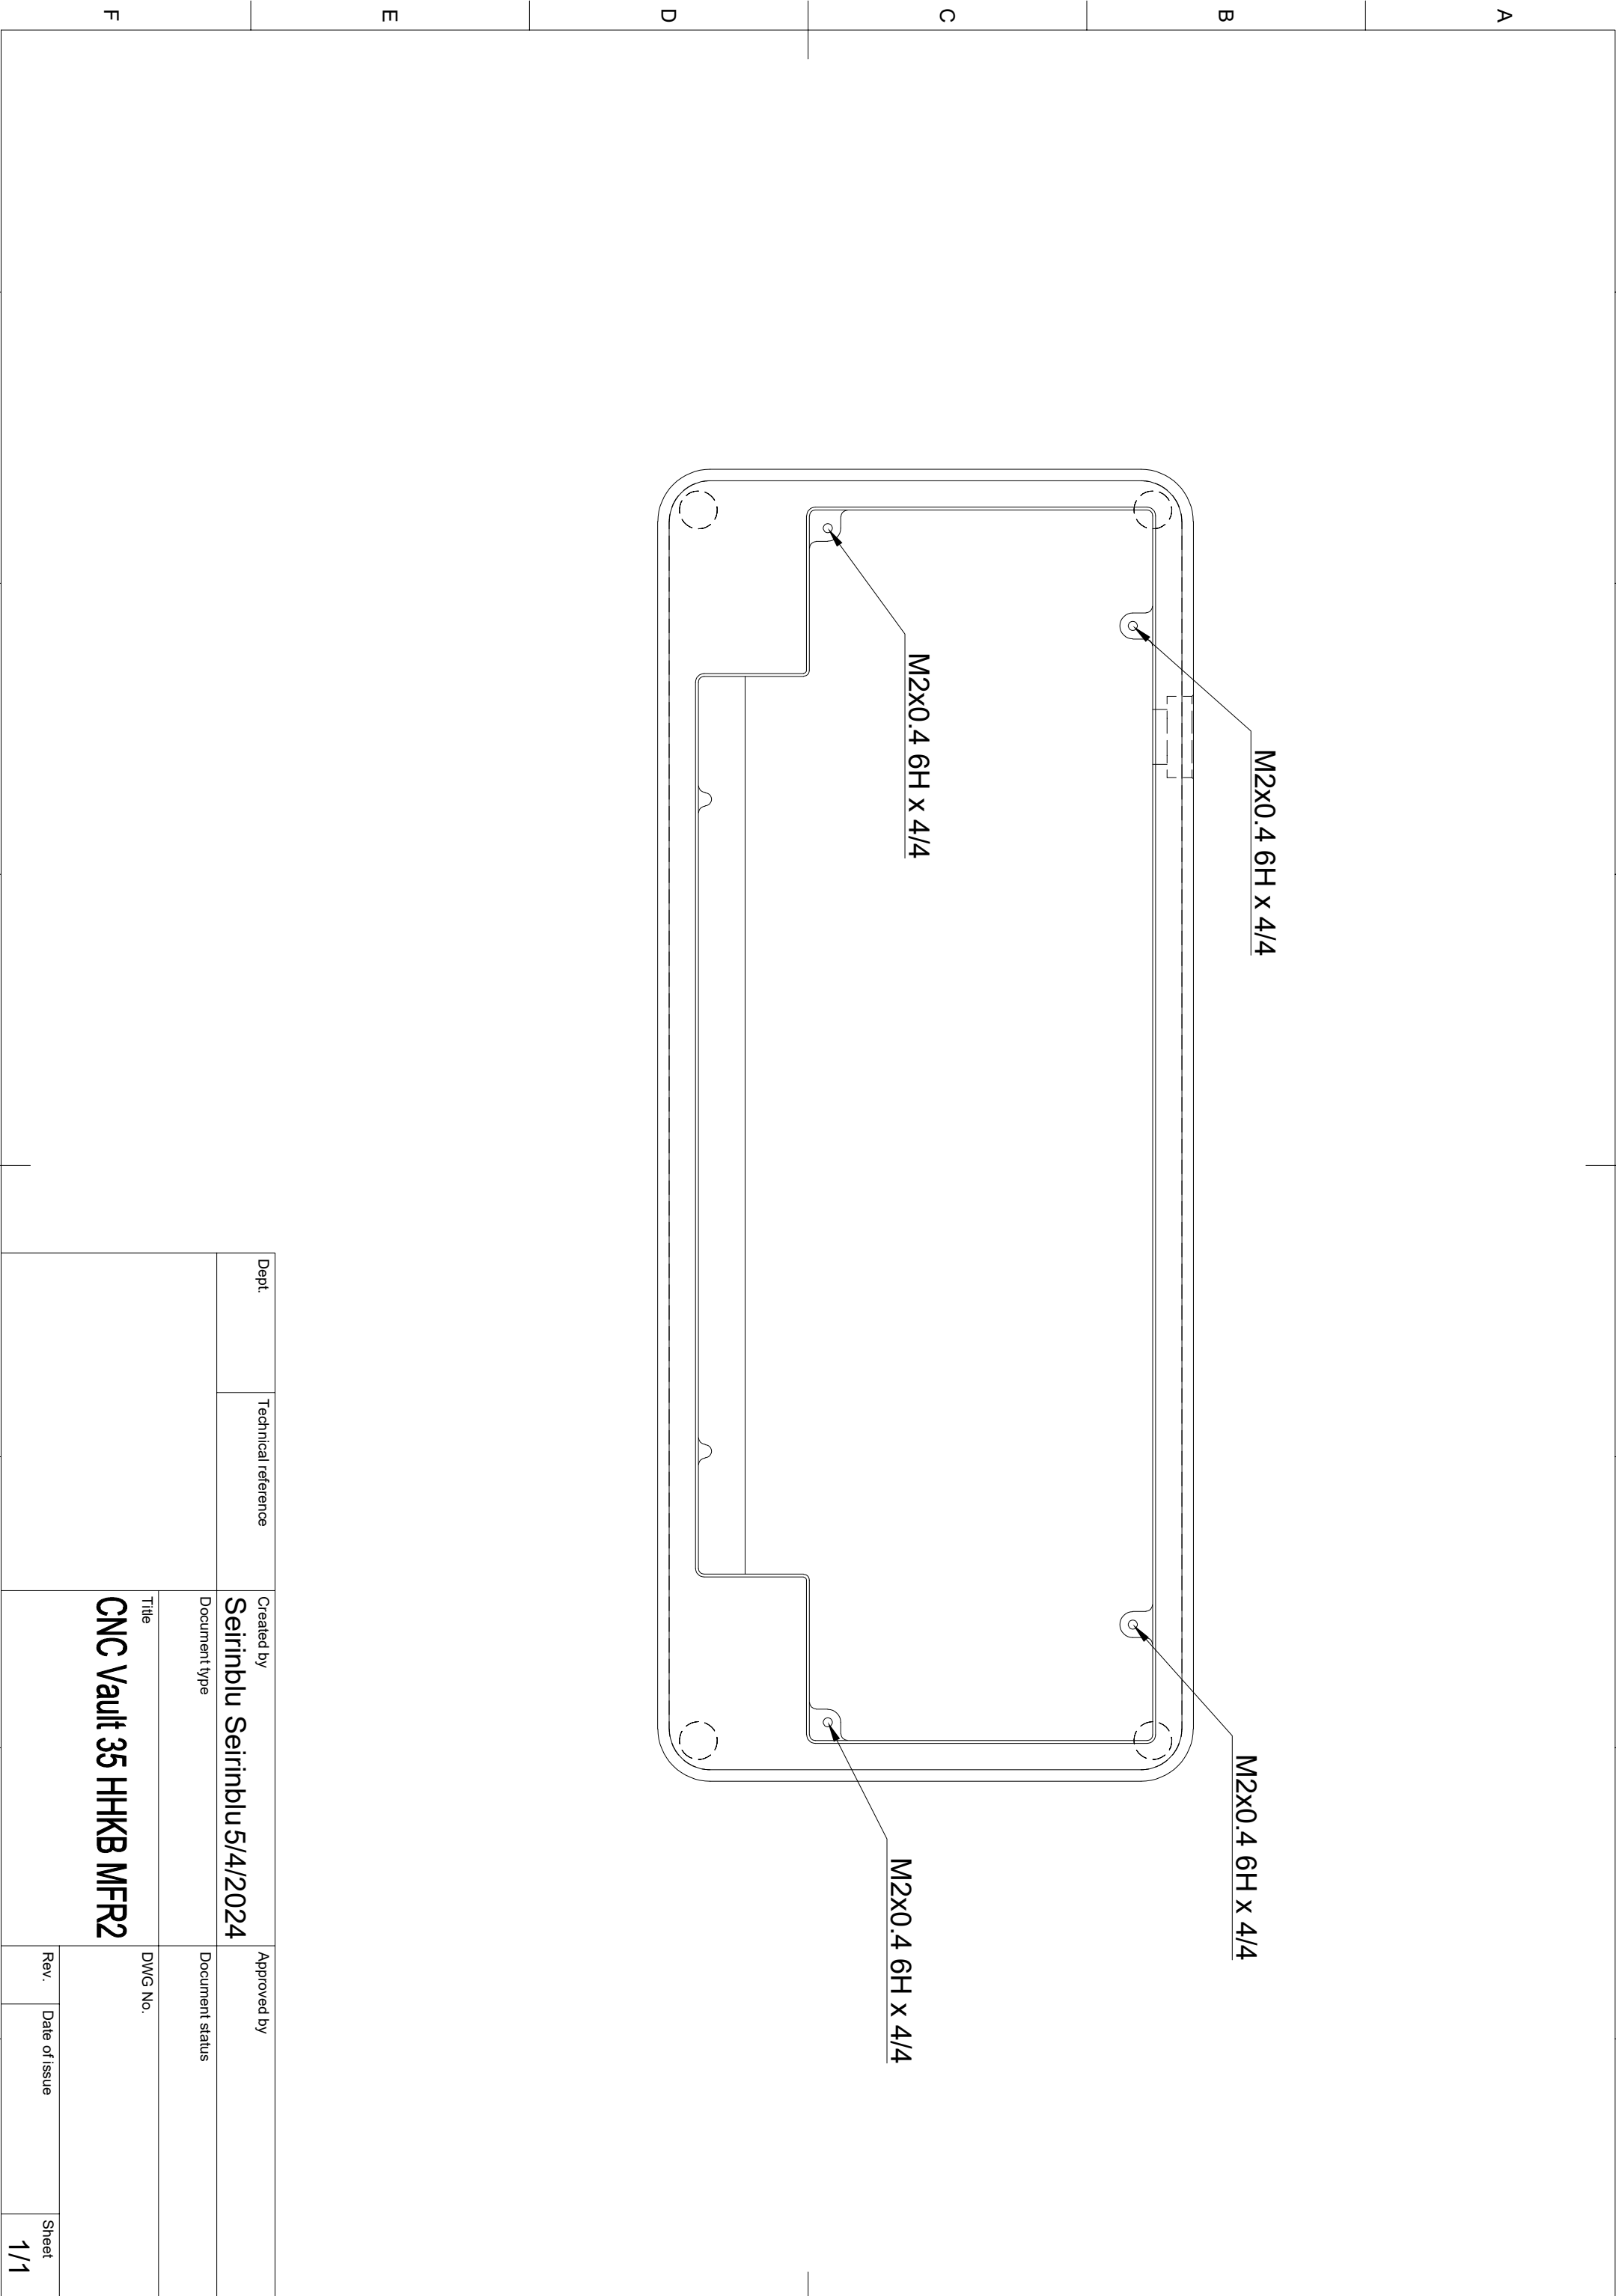 F
E
D
C
B
A
M2x0.4 6H x 4/4
M2x0.4 6H x 4/4
M2x0.4 6H x 4/4
M2x0.4 6H x 4/4
Dept.
Technical reference
Created by
Seirinblu Seirinblu 5/4/2024
Approved by
Document type
Document status
Title
CNC Vault 35 HHKB MFR2
DWG No.
Rev.
Date of issue
Sheet
1/1